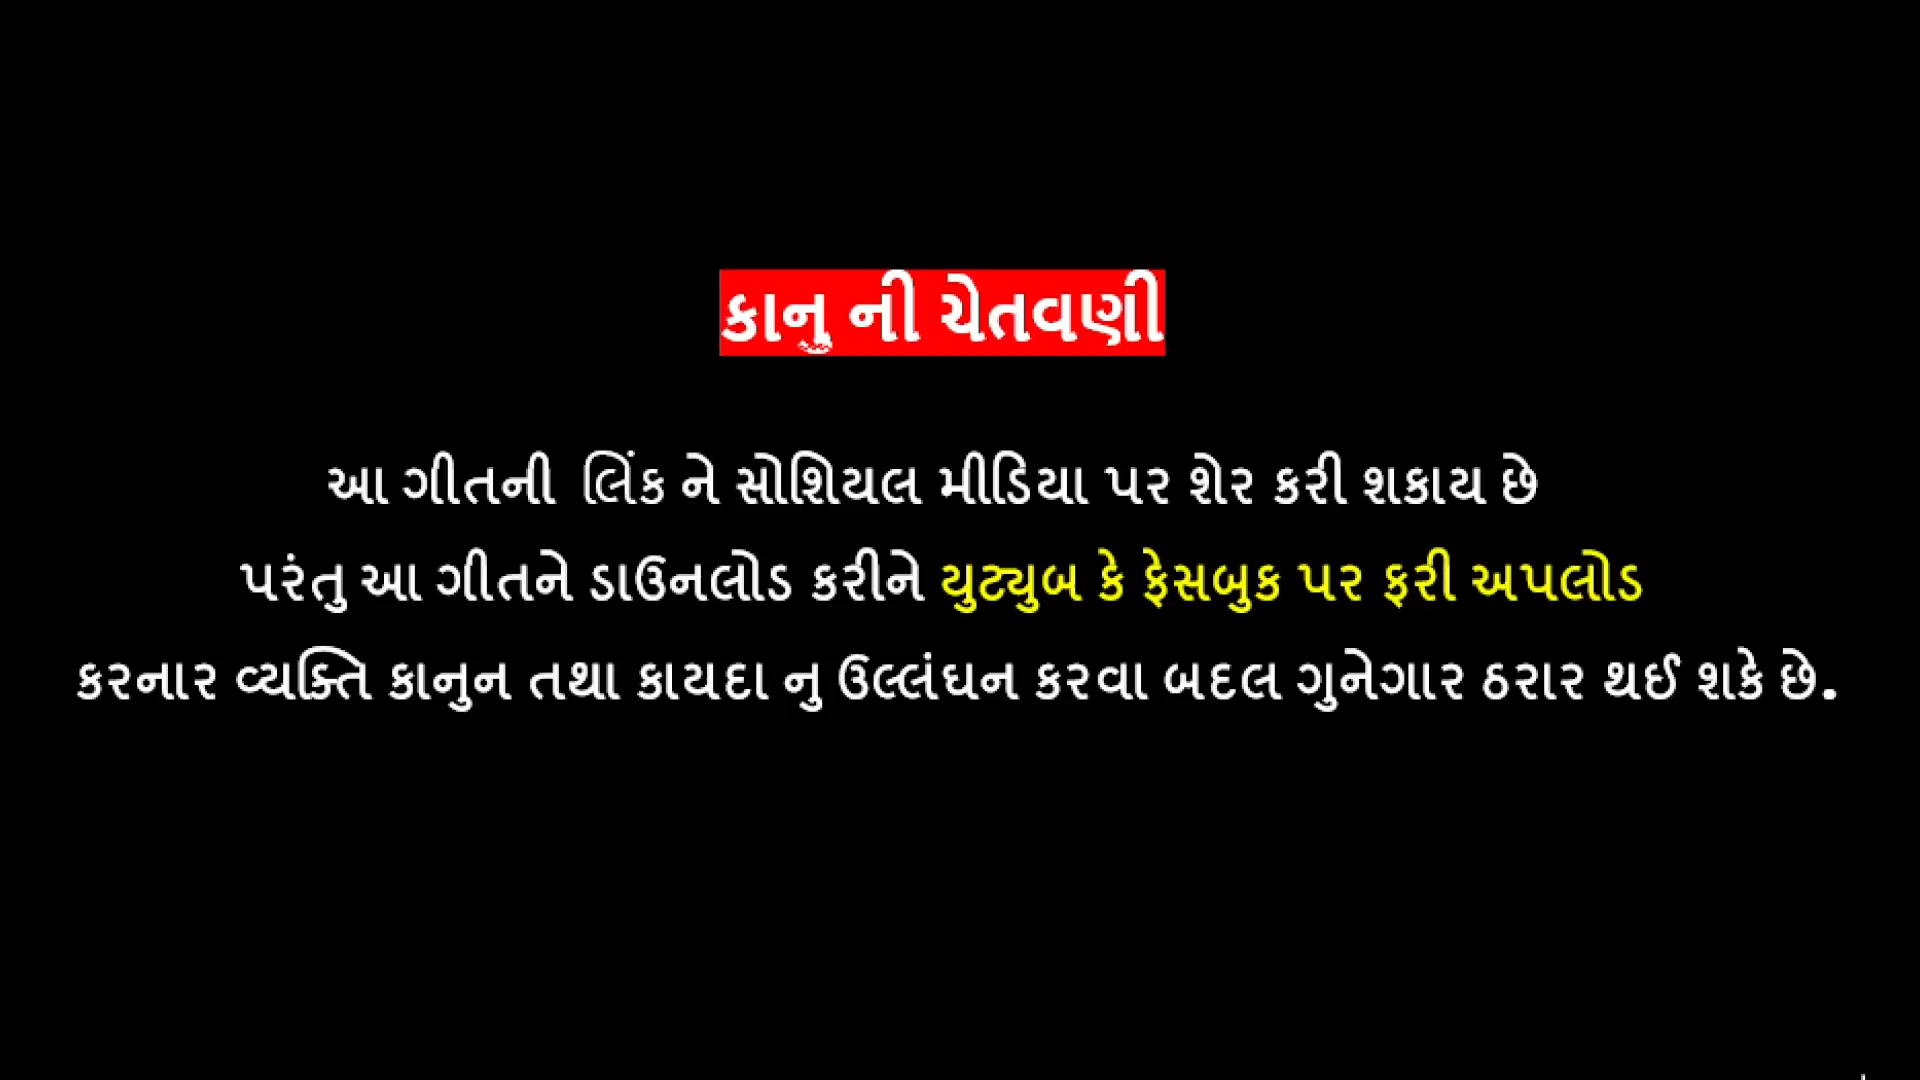 કાનુ ની ચેતવણી
આ ગીતની લિંક ને સોશિયલ મીડિયા પર શેર કરી શકાય છે
પરંતુ આ ગીતને ડાઉનલોડ કરીને યુટ્યુબ કે ફેસબુક પર ફરી અપલોડ
કરનાર વ્યક્તિ કાનુન તથા કાયદા નુ ઉલ્લંઘન કરવા બદલ ગુનેગાર ઠરાર થઈ શકે છે.